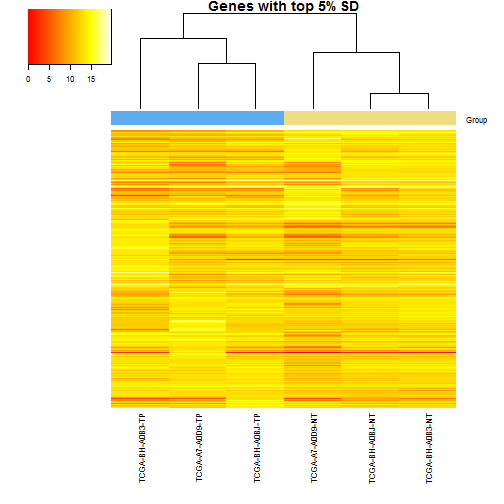 Genes with top 5% SD
0 5 10 15
Group
TCGA-BH-A0B3-TP
TCGA-A7-A0D9-TP
TCGA-BH-A0BJ-TP
TCGA-A7-A0D9-NT
TCGA-BH-A0BJ-NT
TCGA-BH-A0B3-NT